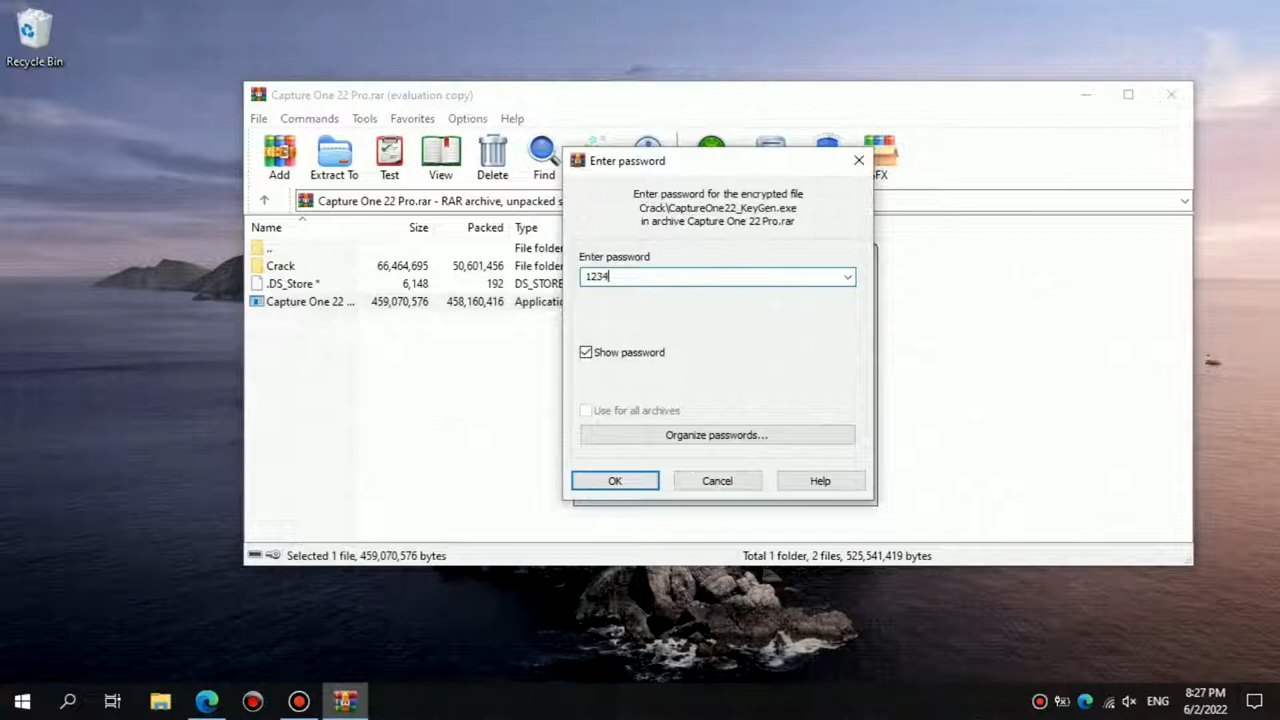 Recycle Bin
Capture One 22 Pro.rar (evaluation copy)
File Commands Tools Favorites Options Help
Add Extract To Test View Delete Find
Capture One 22 Pro.rar - RAR archive, unpacked s
Name Size Packed Type
.. File folde
Crack 66,464,695 50,601,456 File folde
.DS_Store * 6,148 192 DS_STORE
Capture One 22 ... 459,070,576 458,160,416 Applicatio
Enter password
Enter password for the encrypted file
Crack\CaptureOne22_KeyGen.exe
in archive Capture One 22 Pro.rar
Enter password
1234
Show password
Use for all archives
Organize passwords...
OK Cancel Help
Selected 1 file, 459,070,576 bytes
Total 1 folder, 2 files, 525,541,419 bytes
ENG
8:27 PM
6/2/2022